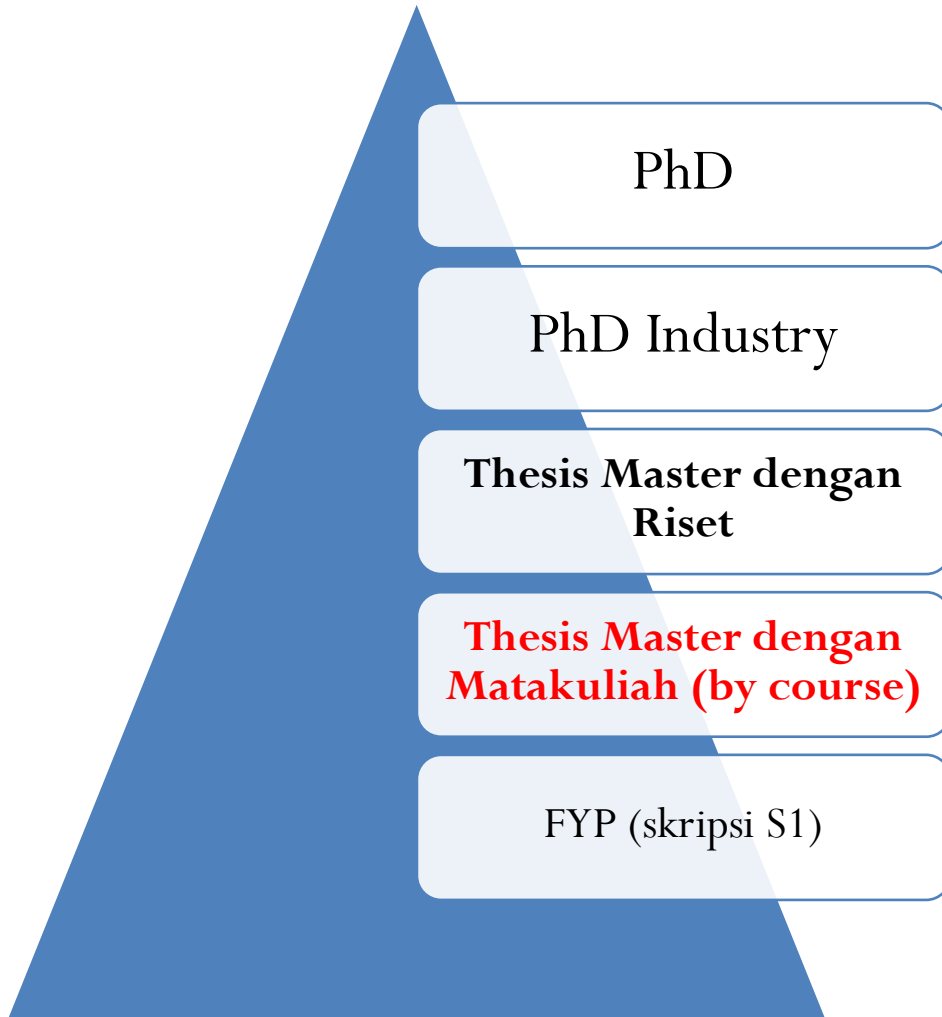 PhD
PhD Industry
Thesis Master dengan
Riset
Thesis Master dengan
Matakuliah (by course)
FYP (skripsi S1)